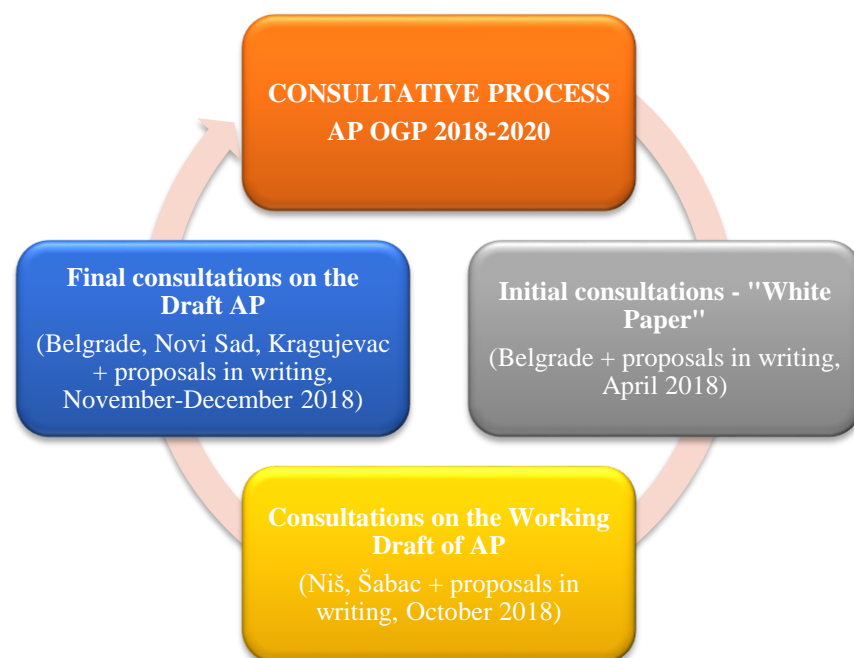 CONSULTATIVE PROCESS
AP OGP 2018-2020
Initial consultations - "White
Paper"
(Belgrade + proposals in writing,
April 2018)
Consultations on the Working
Draft of AP
(Niš, Šabac + proposals in
writing, October 2018)
Final consultations on the
Draft AP
(Belgrade, Novi Sad, Kragujevac
+ proposals in writing,
November-December 2018)